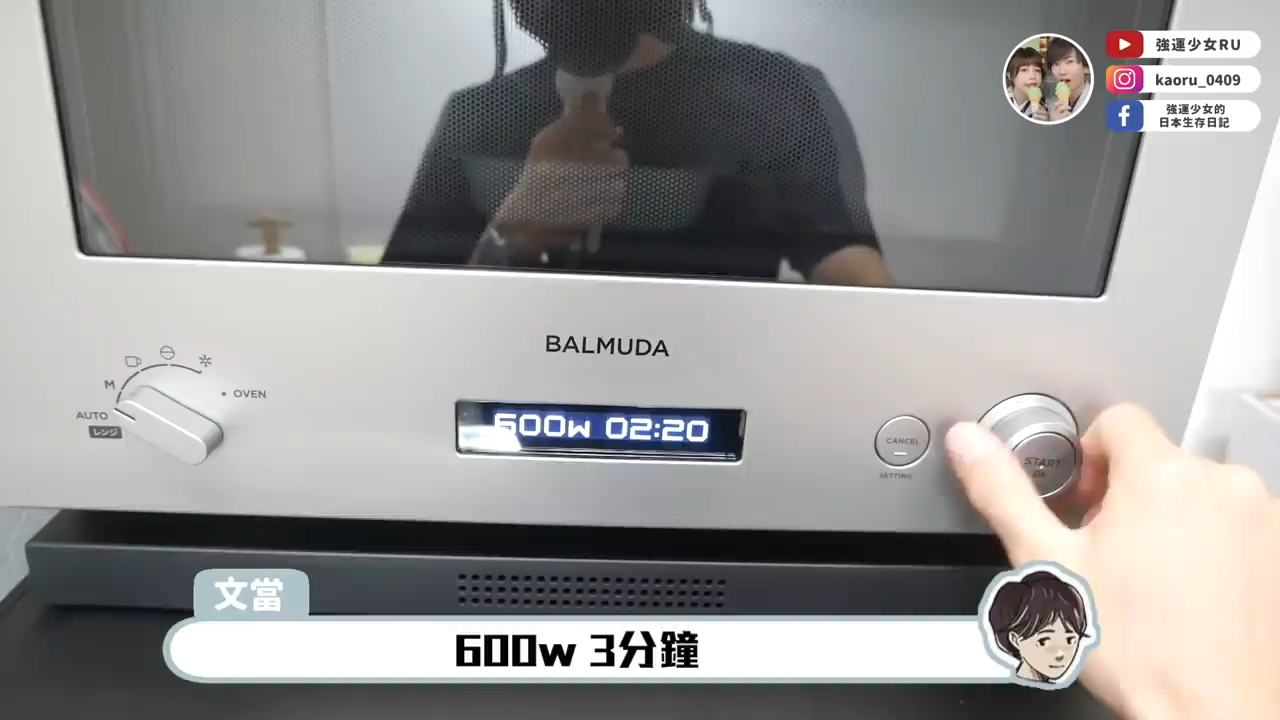 強運少女RU
kaoru_0409
強運少女的
日本生存日記
BALMUDA
M
OVEN
AUTO
レンジ
600w 02:20
CANCEL
SETTING
START
文當
600w 3分鐘